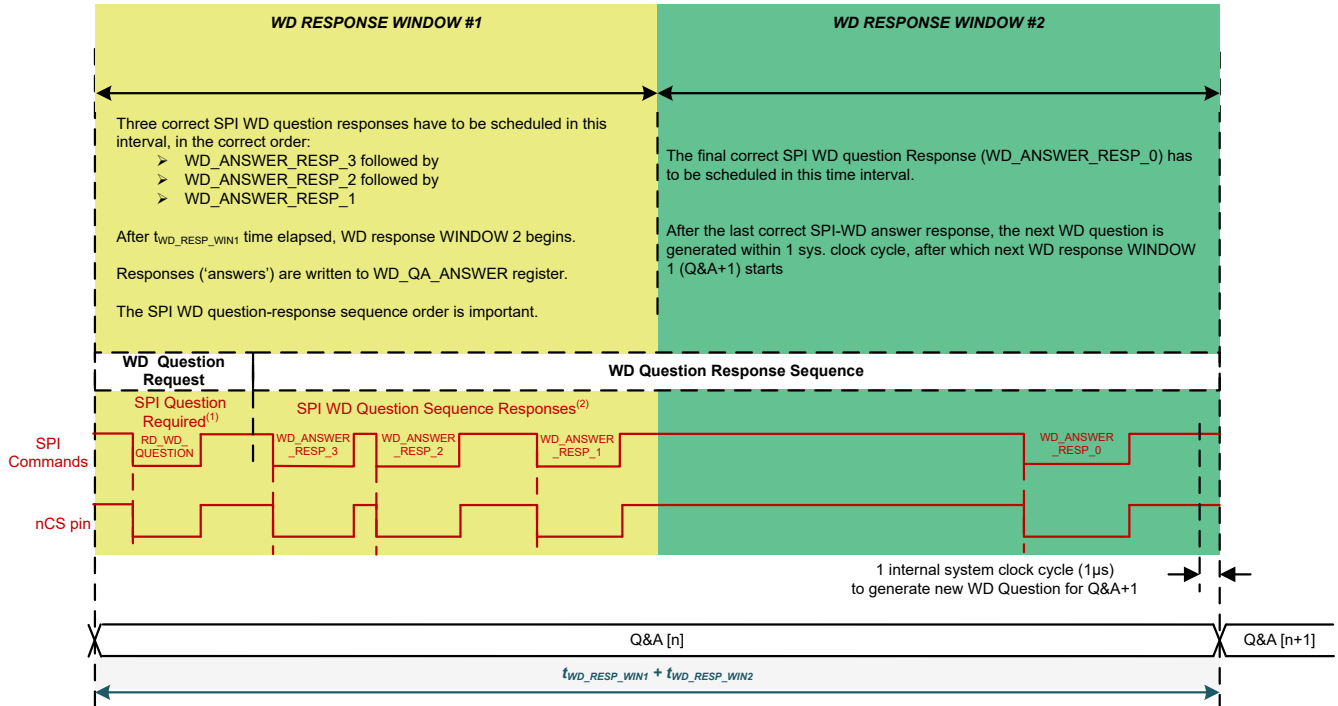 WD RESPONSE WINDOW #1
WD RESPONSE WINDOW #2
Three correct SPI WD question responses have to be scheduled in this
interval, in the correct order:
➢ WD_ANSWER_RESP_3 followed by
➢ WD_ANSWER_RESP_2 followed by
➢ WD_ANSWER_RESP_1
After tWD_RESP_WIN1 time elapsed, WD response WINDOW 2 begins.
Responses (‘answers’) are written to WD_QA_ANSWER register.
The SPI WD question-response sequence order is important.
The final correct SPI WD question Response (WD_ANSWER_RESP_0) has
to be scheduled in this time interval.
After the last correct SPI-WD answer response, the next WD question is
generated within 1 sys. clock cycle, after which next WD response WINDOW
1 (Q&A+1) starts
WD Question
Request
WD Question Response Sequence
SPI Question
Required(1)
SPI WD Question Sequence Responses(2)
SPI
Commands
RD_WD_
QUESTION
WD_ANSWER
_RESP_3
WD_ANSWER
_RESP_2
WD_ANSWER
_RESP_1
WD_ANSWER
_RESP_0
nCS pin
1 internal system clock cycle (1µs)
to generate new WD Question for Q&A+1
Q&A [n]
Q&A [n+1]
tWD_RESP_WIN1 + tWD_RESP_WIN2